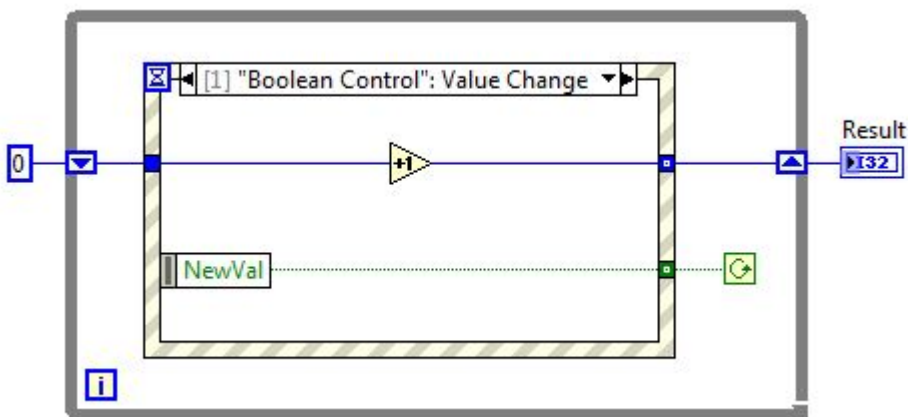 [1] "Boolean Control": Value Change
0
+1
Result
I32
NewVal
i